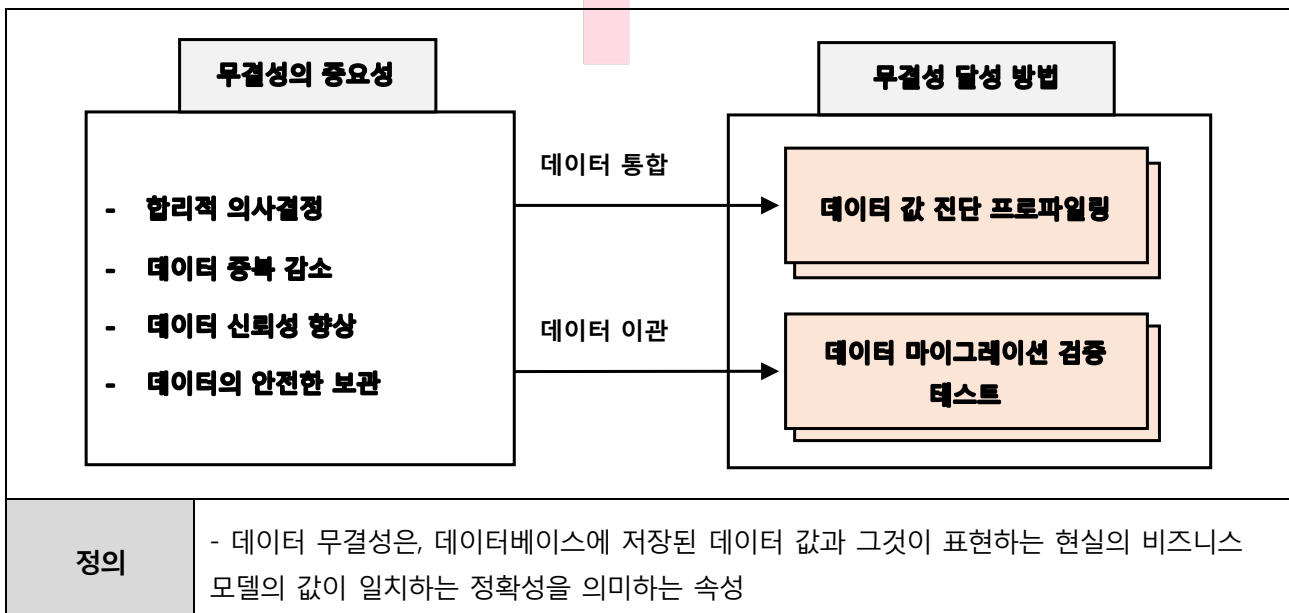 무결성의 중요성
- 합리적 의사결정
- 데이터 중복 감소
- 데이터 신뢰성 향상
- 데이터의 안전한 보관
데이터 통합
데이터 이관
무결성 달성 방법
데이터 값 진단 프로파일링
데이터 마이그레이션 검증
테스트
정의
- 데이터 무결성은, 데이터베이스에 저장된 데이터 값과 그것이 표현하는 현실의 비즈니스
모델의 값이 일치하는 정확성을 의미하는 속성